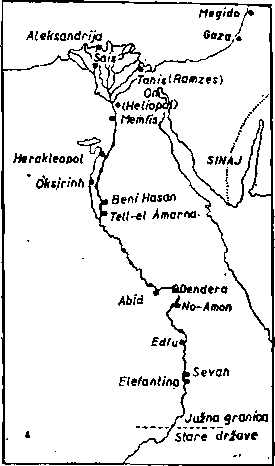 Megido
Gaza
Aleksandrija
Sais
Tanis (Ramzes)
On
(Heliopol)
Memfis
Herakleopol
SINAJ
Oksirinh
Beni Hasan
Tell-el Amarna
Dendera
Abid
No-Amon
Edfu
Sevan
Elefantina
Južna granica
Stare države